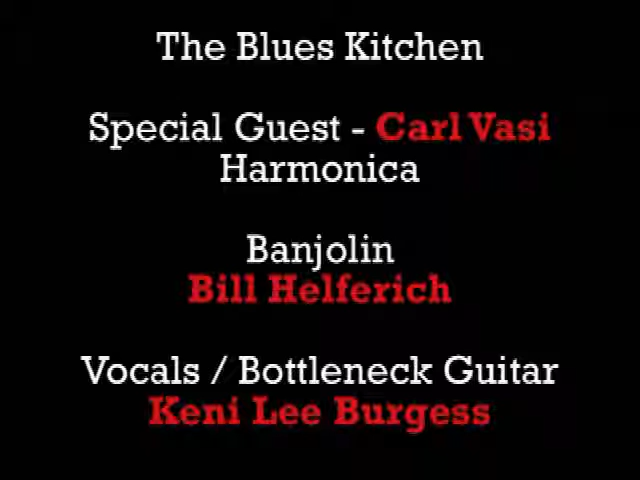 The Blues Kitchen
Special Guest - Carl Vasi
Harmonica
Banjolin
Bill Helferich
Vocals / Bottleneck Guitar
Keni Lee Burgess